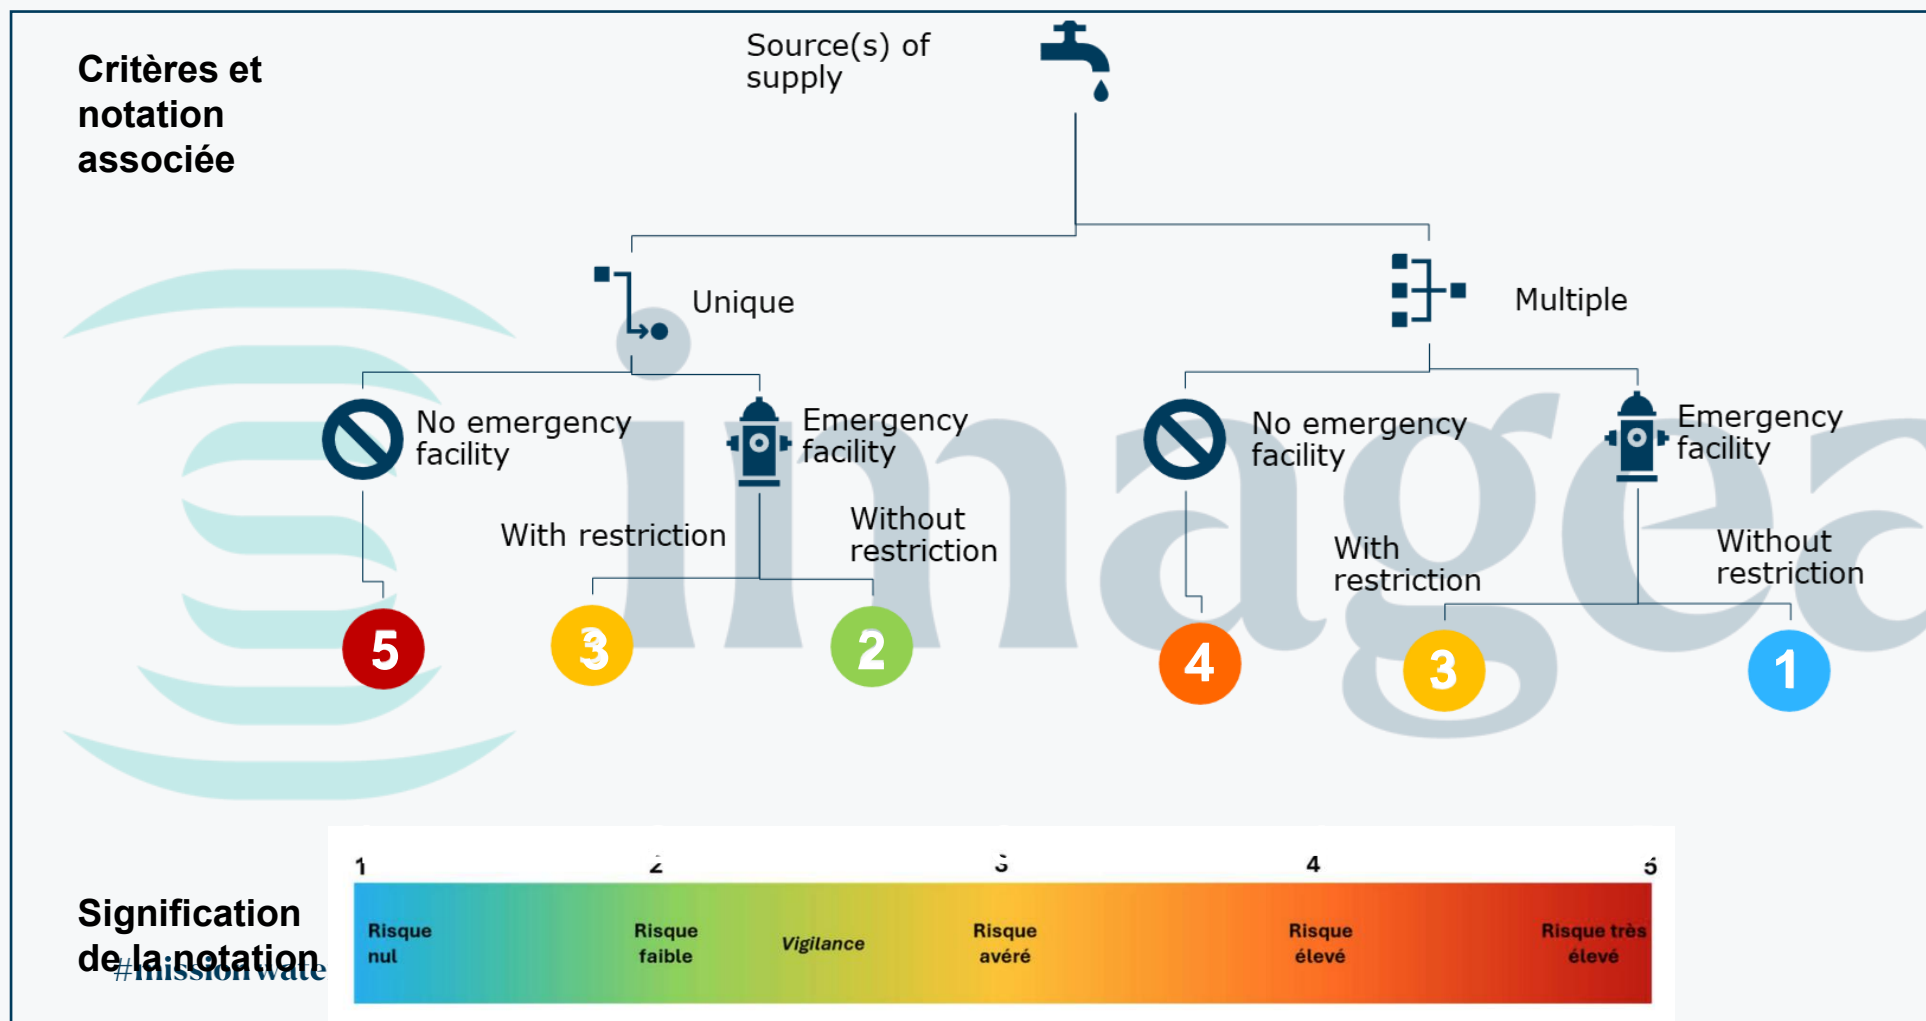 Critères et
notation
associée
Source(s) of
supply
Unique
Multiple
No emergency
facility
Emergency
facility
No emergency
facility
Emergency
facility
With restriction
Without
restriction
With
restriction
Without
restriction
5
3
2
4
3
1
imagea
1 2 3 4 5
Signification
de la notation
#missionwate
Risque
nul
Risque
faible
Vigilance
Risque
avéré
Risque
élevé
Risque très
élevé